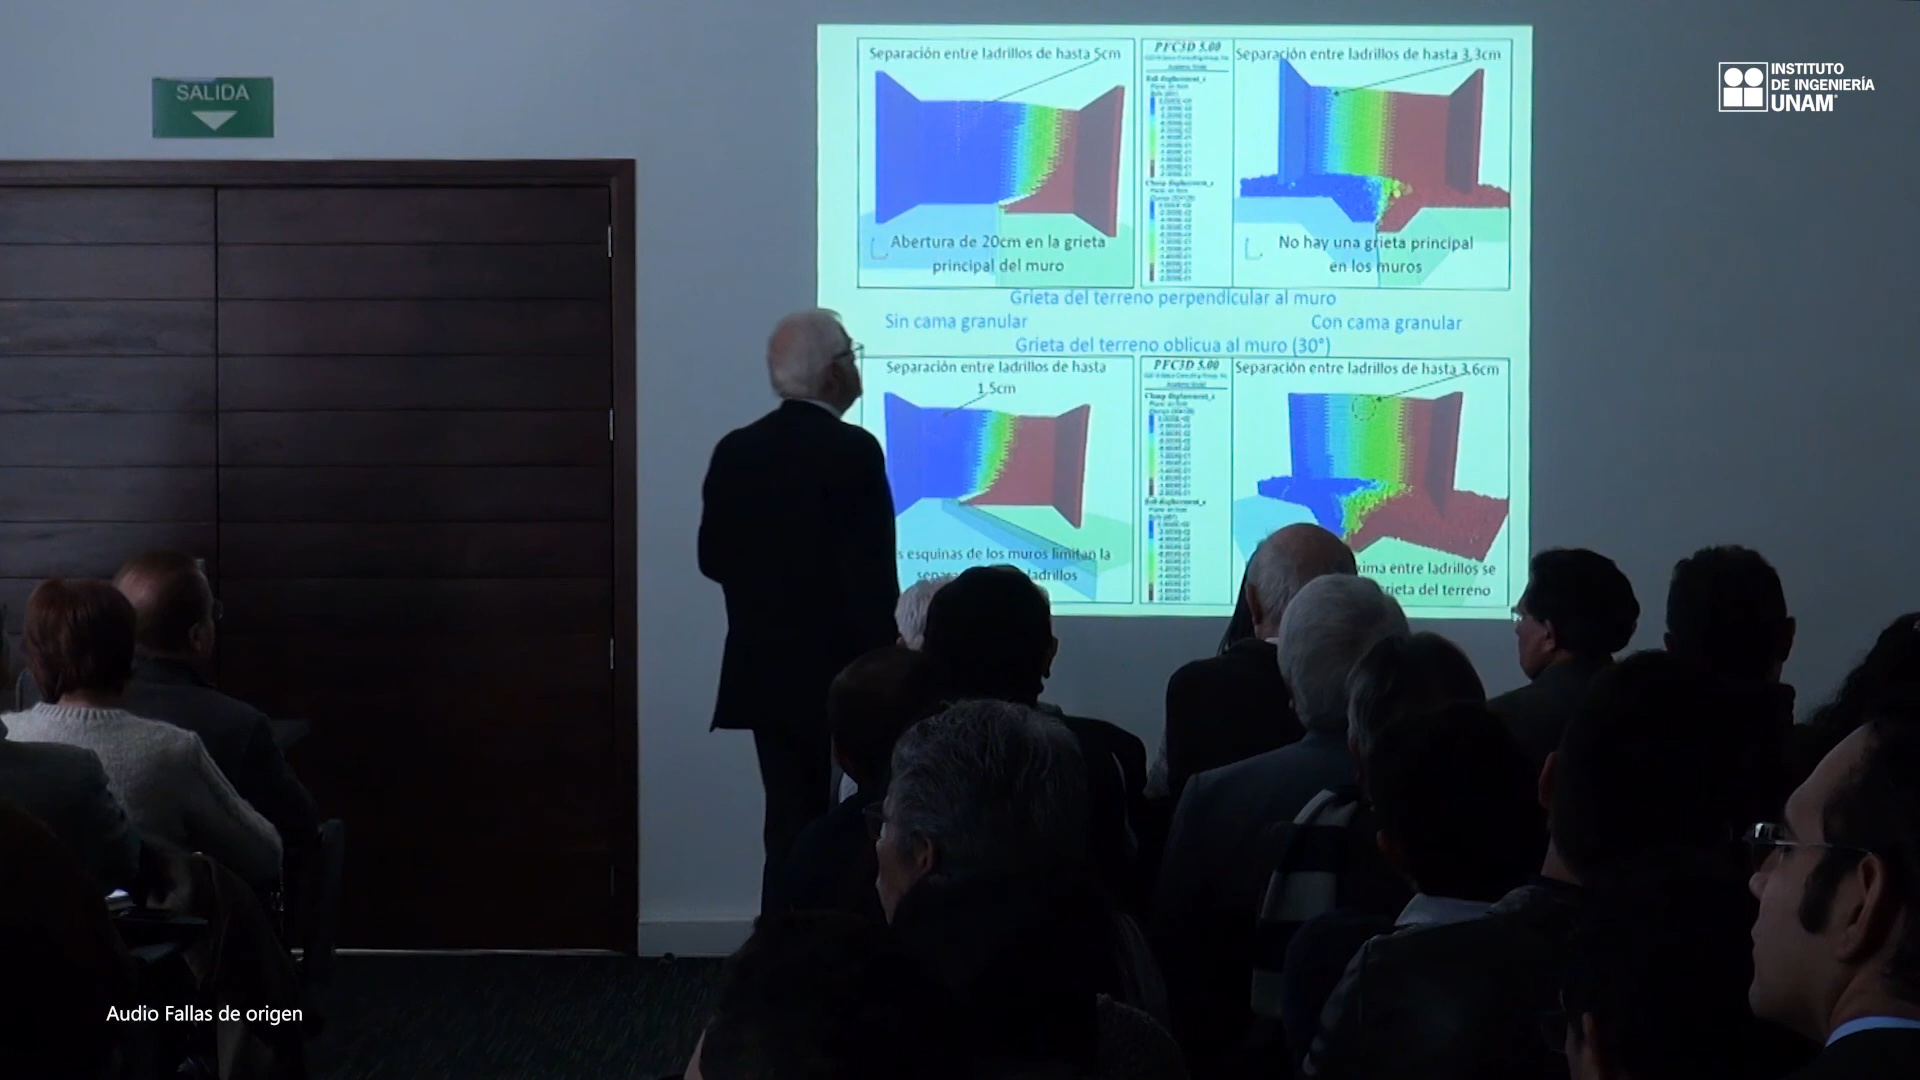 SALIDA
INSTITUTO
DE INGENIERÍA
UNAM
Separación entre ladrillos de hasta 5cm
PFC3D 5.00
Separación entre ladrillos de hasta 3.3cm
Abertura de 20cm en la grieta
principal del muro
No hay una grieta principal
en los muros
Grieta del terreno perpendicular al muro
Sin cama granular
Con cama granular
Grieta del terreno oblicua al muro (30°)
Separación entre ladrillos de hasta
1.5cm
PFC3D 5.00
Separación entre ladrillos de hasta 3.6cm
s esquinas de los muros limitan la
ladrillos
xima entre ladrillos se
rieta del terreno
Audio Fallas de origen